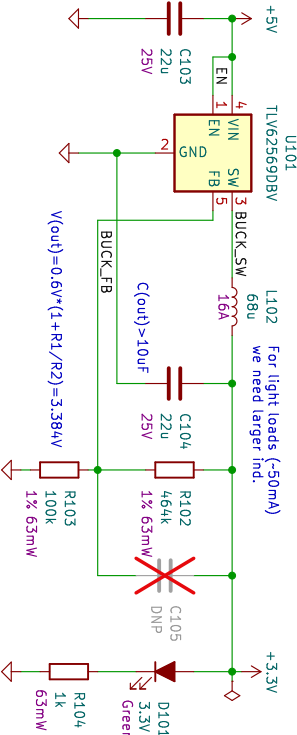 +5V
C103
22u
25V
EN
U101
TLV62569DBV
1
4
EN
VIN
2
GND
FB
SW
5
3
BUCK_SW
BUCK_FB
L102
68u
16A
For light loads (~50mA)
we need larger ind.
C(out)>10uF
C104
22u
25V
V(out)=0.6V*(1+R1/R2)=3.384V
R102
464k
1% 63mW
R103
100k
1% 63mW
C105
DNP
+3.3V
D101
3.3V
Green
R104
1k
63mW